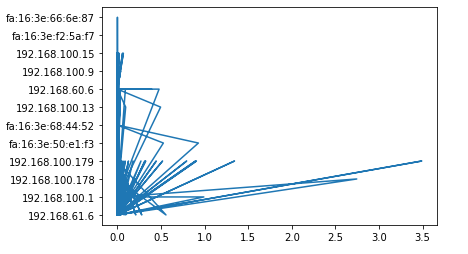 fa:16:3e:66:6e:87
fa:16:3e:f2:5a:f7
192.168.100.15
192.168.100.9
192.168.60.6
192.168.100.13
fa:16:3e:68:44:52
fa:16:3e:50:e1:f3
192.168.100.179
192.168.100.178
192.168.100.1
192.168.61.6
0.0 0.5 1.0 1.5 2.0 2.5 3.0 3.5